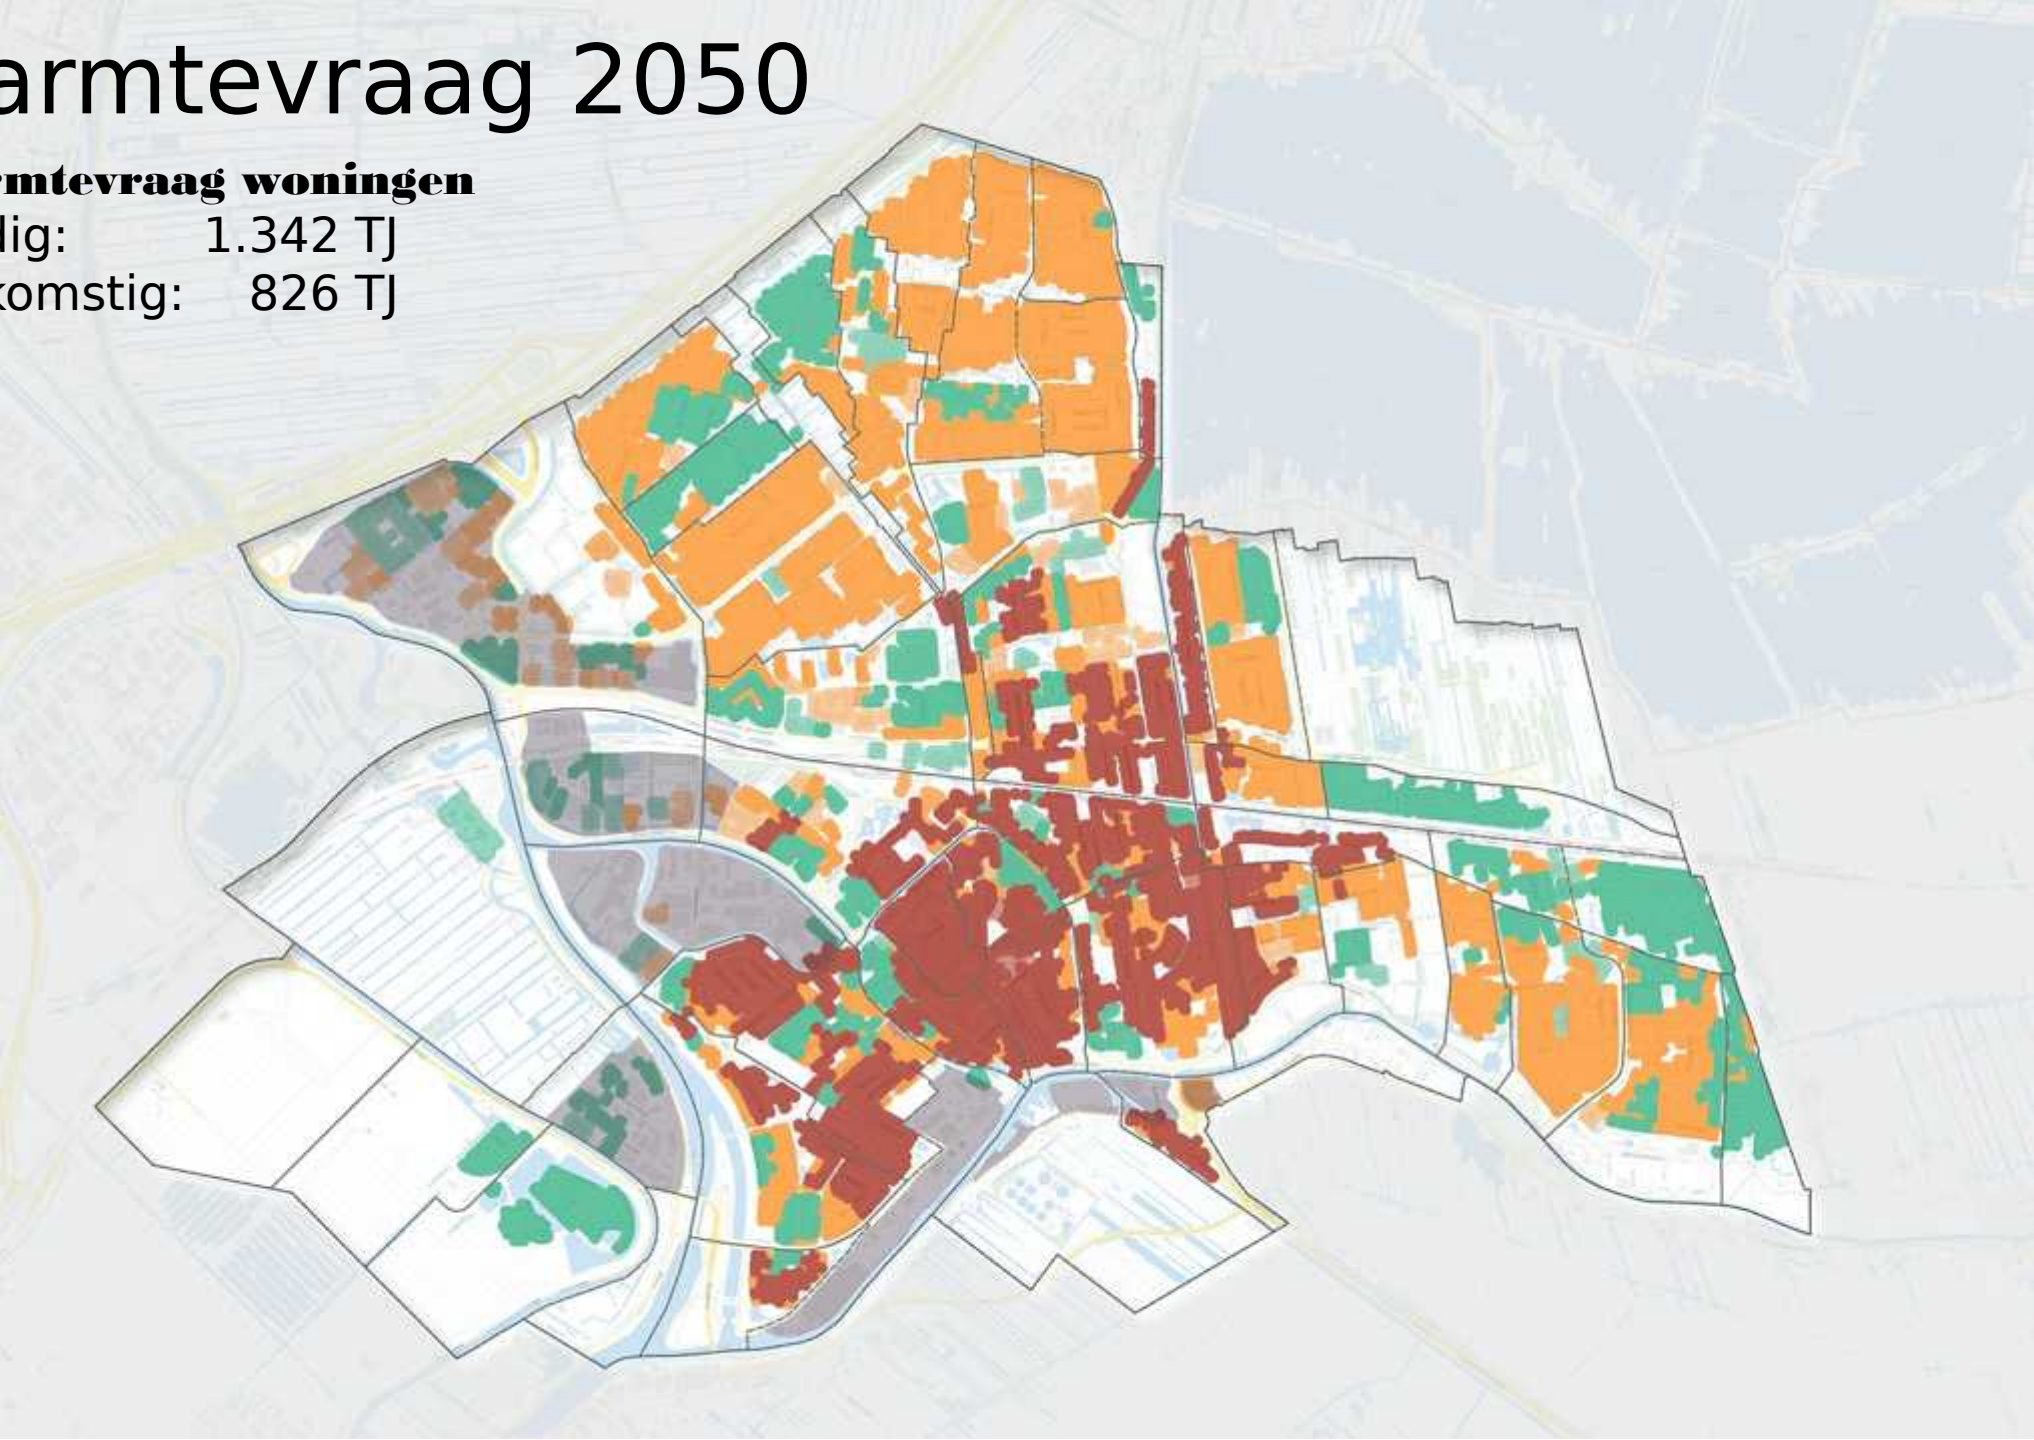 armtevraag 2050
rmtevraag woningen
dig: 1.342 TJ
komstig: 826 TJ